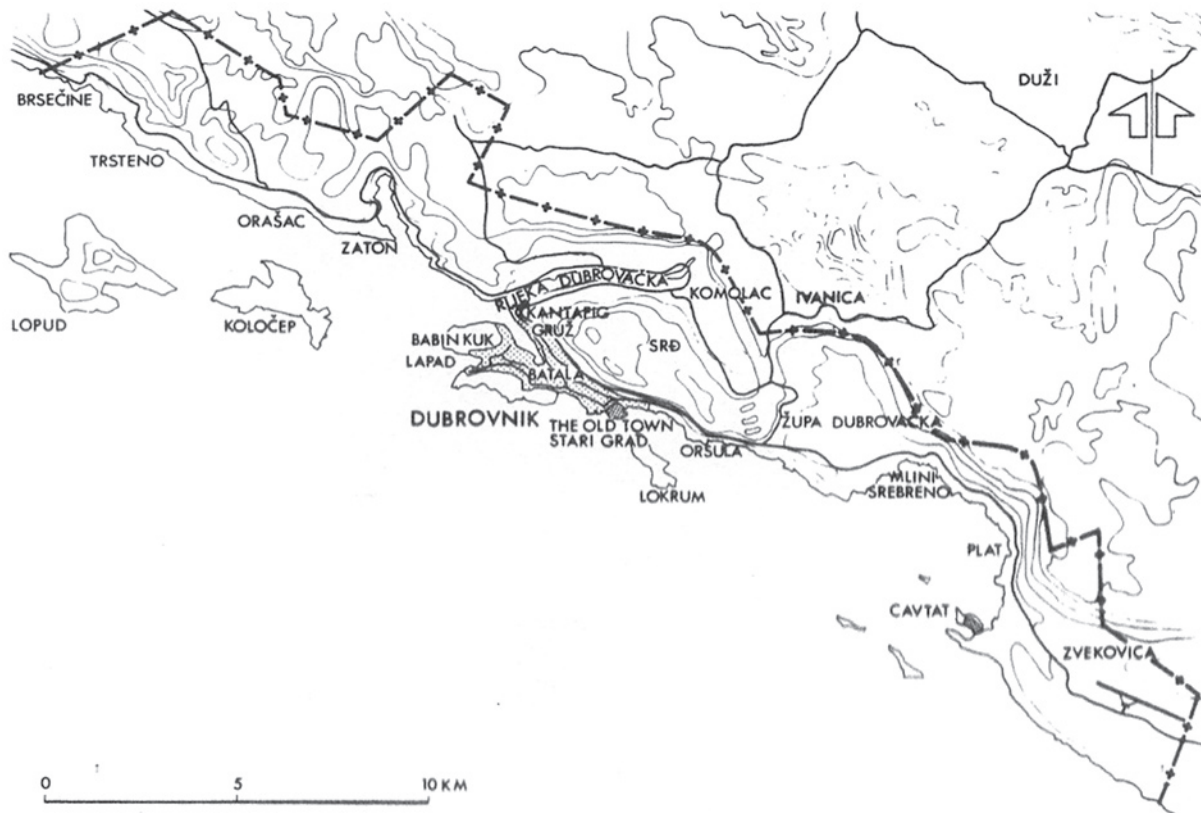 DUŽI
BRSEČINE
TRSTENO
ORAŠAC
ZATON
RIJEKA DUBROVAČKA
KOMOLAC
IVANICA
LOPUD
KOLOČEP
KANTAFIG
GRUŽ
BABIN KUK
LAPAD
SRĐ
BATALA
DUBROVNIK
THE OLD TOWN
STARI GRAD
ŽUPA DUBROVAČKA
ORŠULA
LOKRUM
MLINI
SREBRENO
PLAT
CAVTAT
ZVEKOVICA
0 5 10 KM